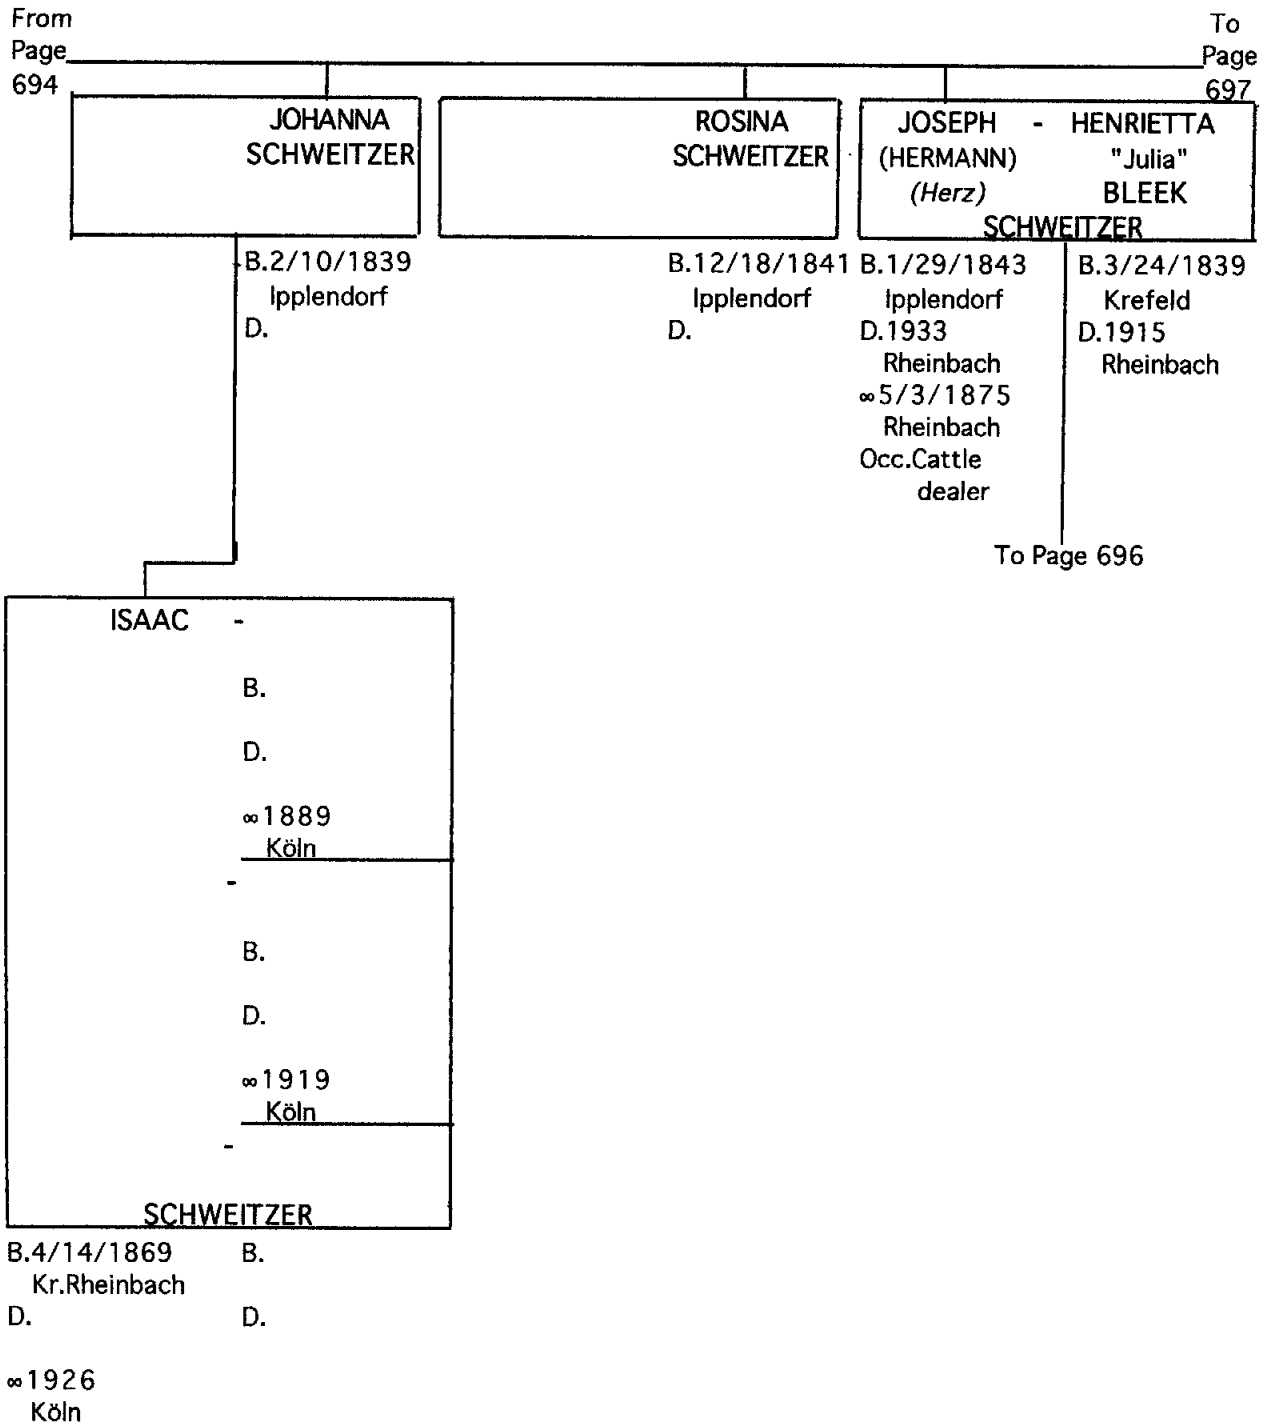 From
Page
694
To
Page
697
JOHANNA
SCHWEITZER
B.2/10/1839
Ipplendorf
D.
ROSINA
SCHWEITZER
B.12/18/1841
Ipplendorf
D.
JOSEPH - HENRIETTA
(HERMANN) "Julia"
(Herz) BLEEK
SCHWEITZER
B.1/29/1843
Ipplendorf
D.1933
Rheinbach
∞5/3/1875
Rheinbach
Occ.Cattle
dealer
B.3/24/1839
Krefeld
D.1915
Rheinbach
To Page 696
ISAAC -
B.
D.
∞1889
Köln
-
B.
D.
∞1919
Köln
-
SCHWEITZER
B.4/14/1869 B.
Kr.Rheinbach
D. D.
∞1926
Köln